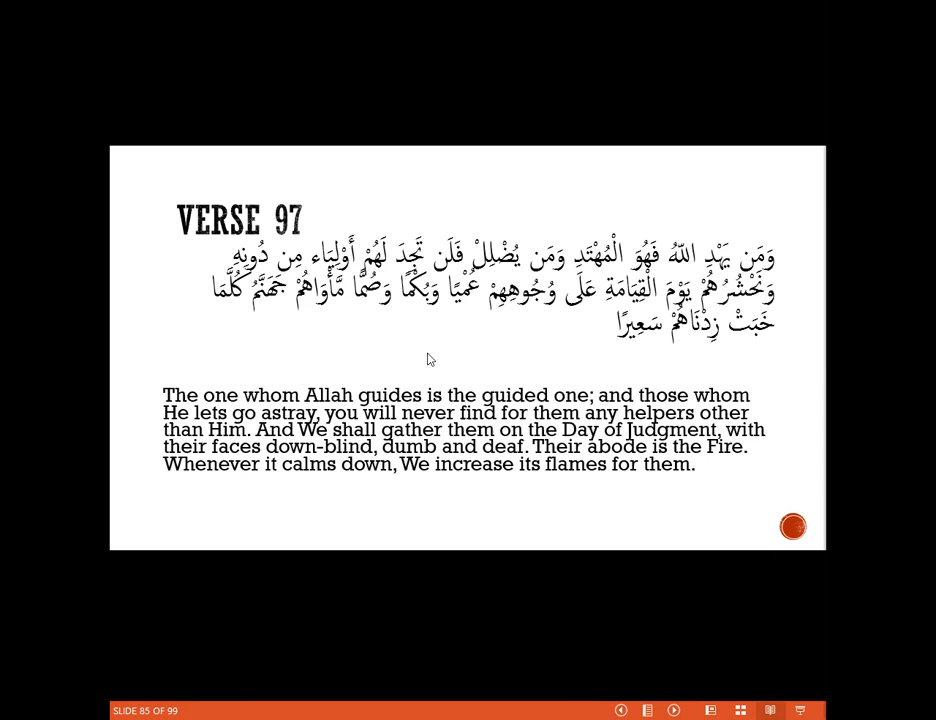 VERSE 97
وَمَن يَهْدِ اللّهُ فَهُوَ الْمُهْتَدِ وَمَن يُضْلِلْ فَلَن تَجِدَ لَهُمْ أَوْلِيَاء مِن دُونِهِ
وَنَحْشُرُهُمْ يَوْمَ الْقِيَامَةِ عَلَى وُجُوهِهِمْ عُمْيًا وَبُكْمًا وَصُمًّا مَّأْوَاهُمْ جَهَنَّمُ كُلَّمَا
خَبَتْ زِدْنَاهُمْ سَعِيرًا
The one whom Allah guides is the guided one; and those whom
He lets go astray, you will never find for them any helpers other
than Him. And We shall gather them on the Day of Judgment, with
their faces down-blind, dumb and deaf. Their abode is the Fire.
Whenever it calms down, We increase its flames for them.
SLIDE 85 OF 99